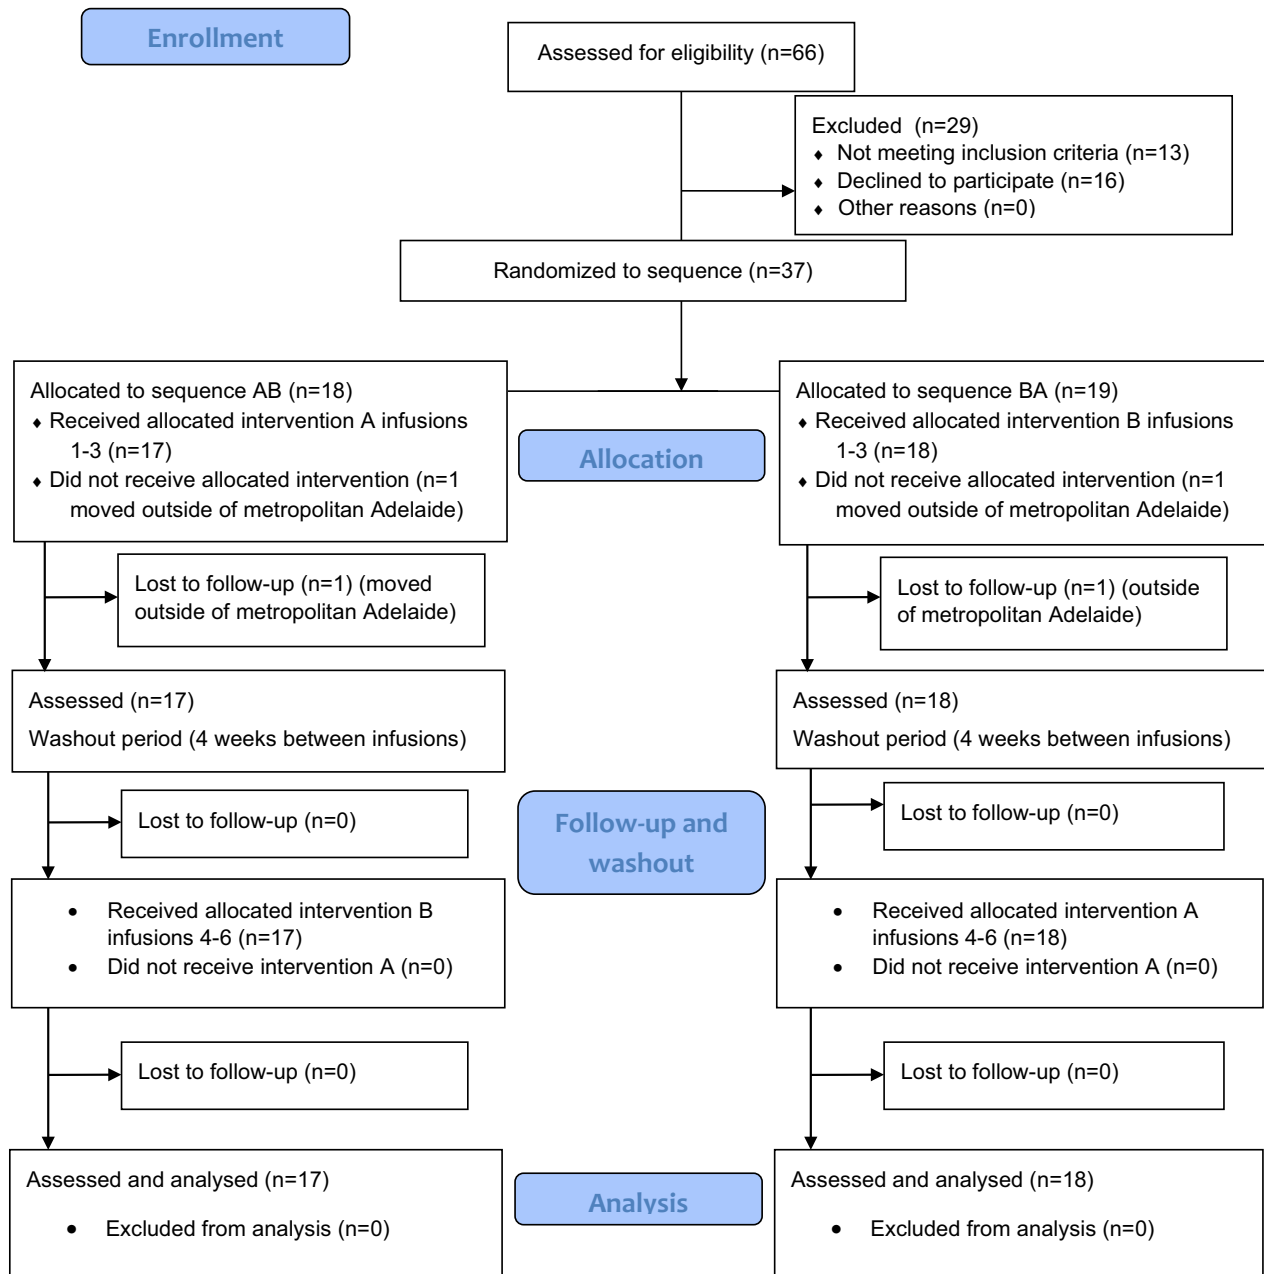 Enrollment
Assessed for eligibility (n=66)
Excluded  (n=29)
♦ Not meeting inclusion criteria (n=13)
♦ Declined to participate (n=16)
♦ Other reasons (n=0)
Randomized to sequence (n=37)
Allocated to sequence AB (n=18)
♦ Received allocated intervention A infusions
1-3 (n=17)
♦ Did not receive allocated intervention (n=1
moved outside of metropolitan Adelaide)
Allocated to sequence BA (n=19)
♦ Received allocated intervention B infusions
1-3 (n=18)
♦ Did not receive allocated intervention (n=1
moved outside of metropolitan Adelaide)
Allocation
Lost to follow-up (n=1) (moved
outside of metropolitan Adelaide)
Lost to follow-up (n=1) (outside
of metropolitan Adelaide)
Assessed (n=17)
Washout period (4 weeks between infusions)
Assessed (n=18)
Washout period (4 weeks between infusions)
Lost to follow-up (n=0)
Follow-up and
washout
Lost to follow-up (n=0)
• Received allocated intervention B
infusions 4-6 (n=17)
• Did not receive intervention A (n=0)
• Received allocated intervention A
infusions 4-6 (n=18)
• Did not receive intervention A (n=0)
Lost to follow-up (n=0)
Lost to follow-up (n=0)
Assessed and analysed (n=17)
• Excluded from analysis (n=0)
Analysis
Assessed and analysed (n=18)
• Excluded from analysis (n=0)